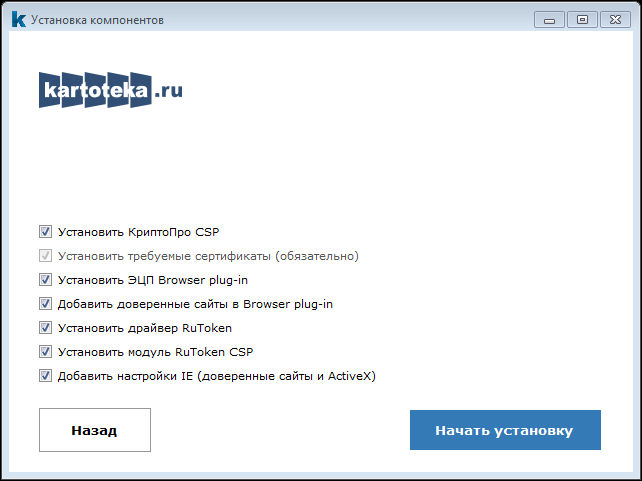 Установка компонентов
kartoteka.ru
Установить КриптоПро CSP
Установить требуемые сертификаты (обязательно)
Установить ЭЦП Browser plug-in
Добавить доверенные сайты в Browser plug-in
Установить драйвер RuToken
Установить модуль RuToken CSP
Добавить настройки IE (доверенные сайты и ActiveX)
Назад
Начать установку